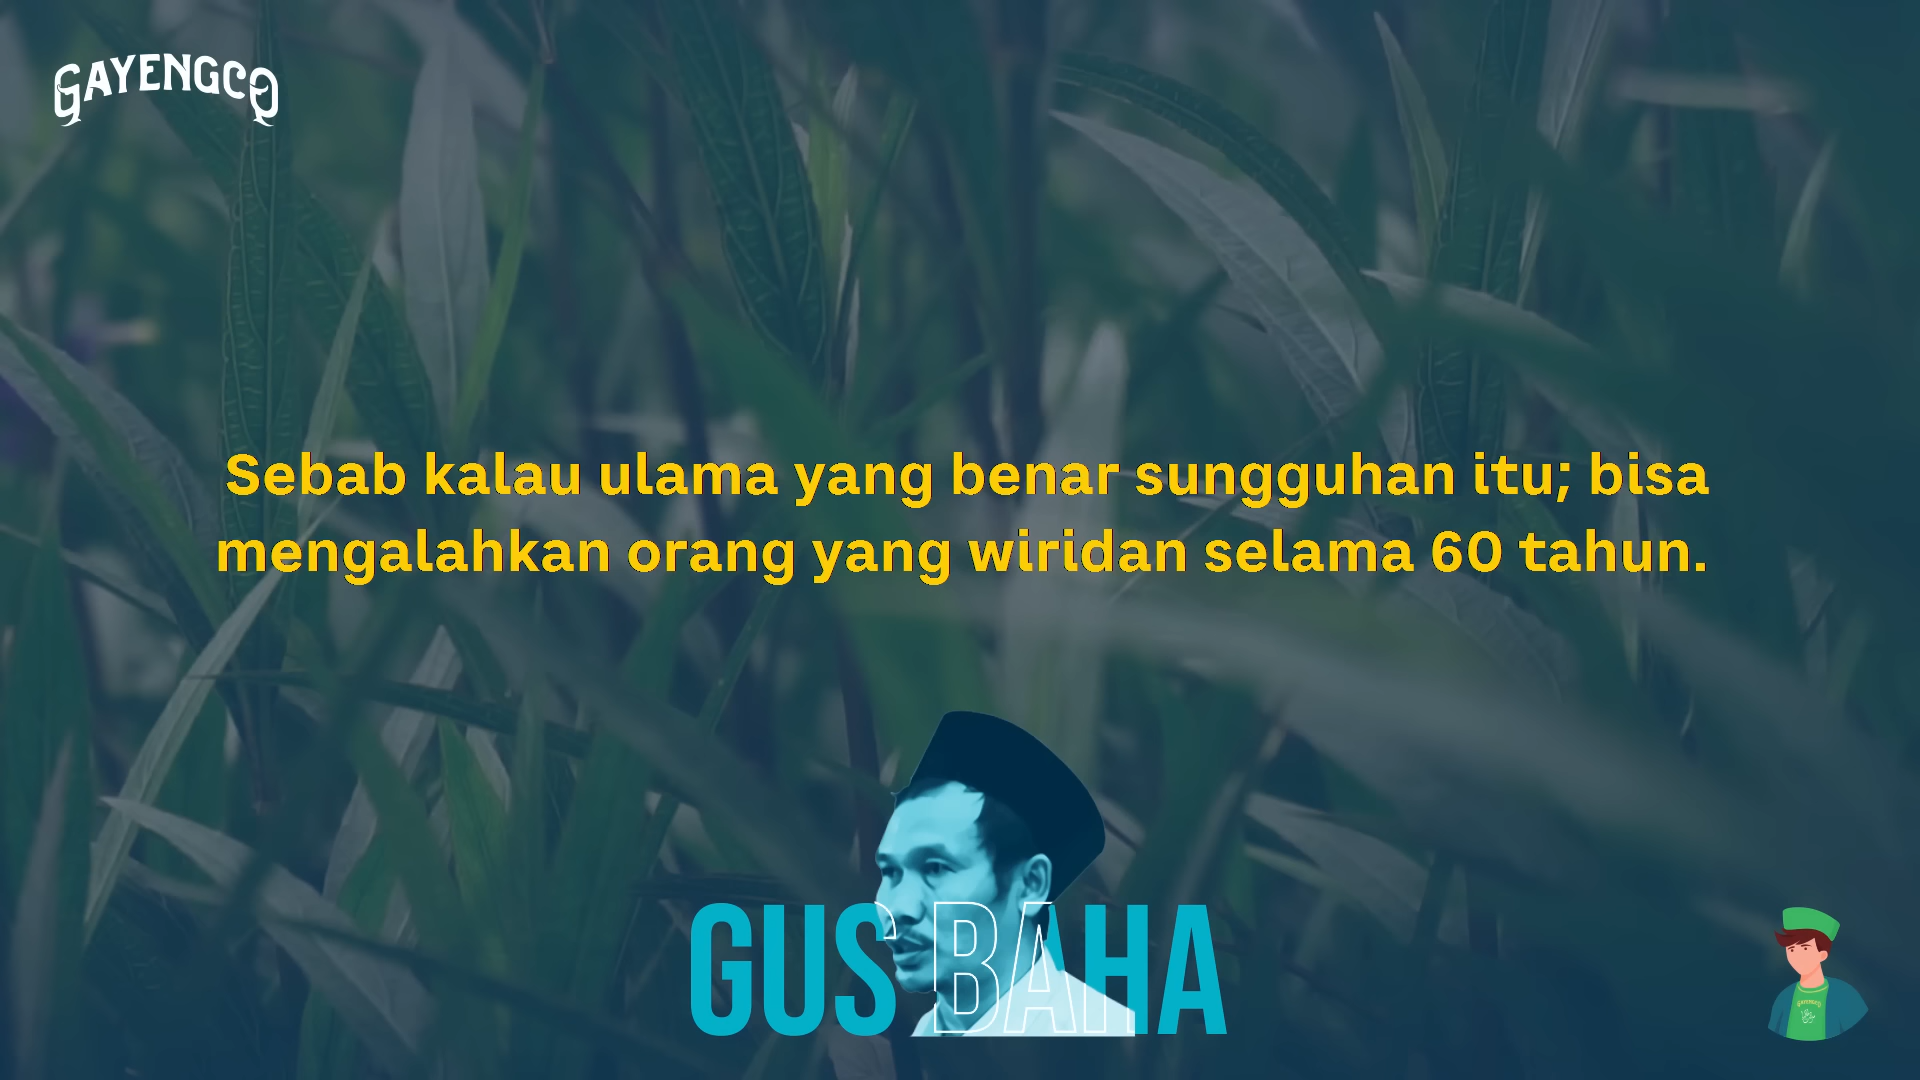 GAYENGCO
Sebab kalau ulama yang benar sungguhan itu; bisa
mengalahkan orang yang wiridan selama 60 tahun.
GUS BAHA